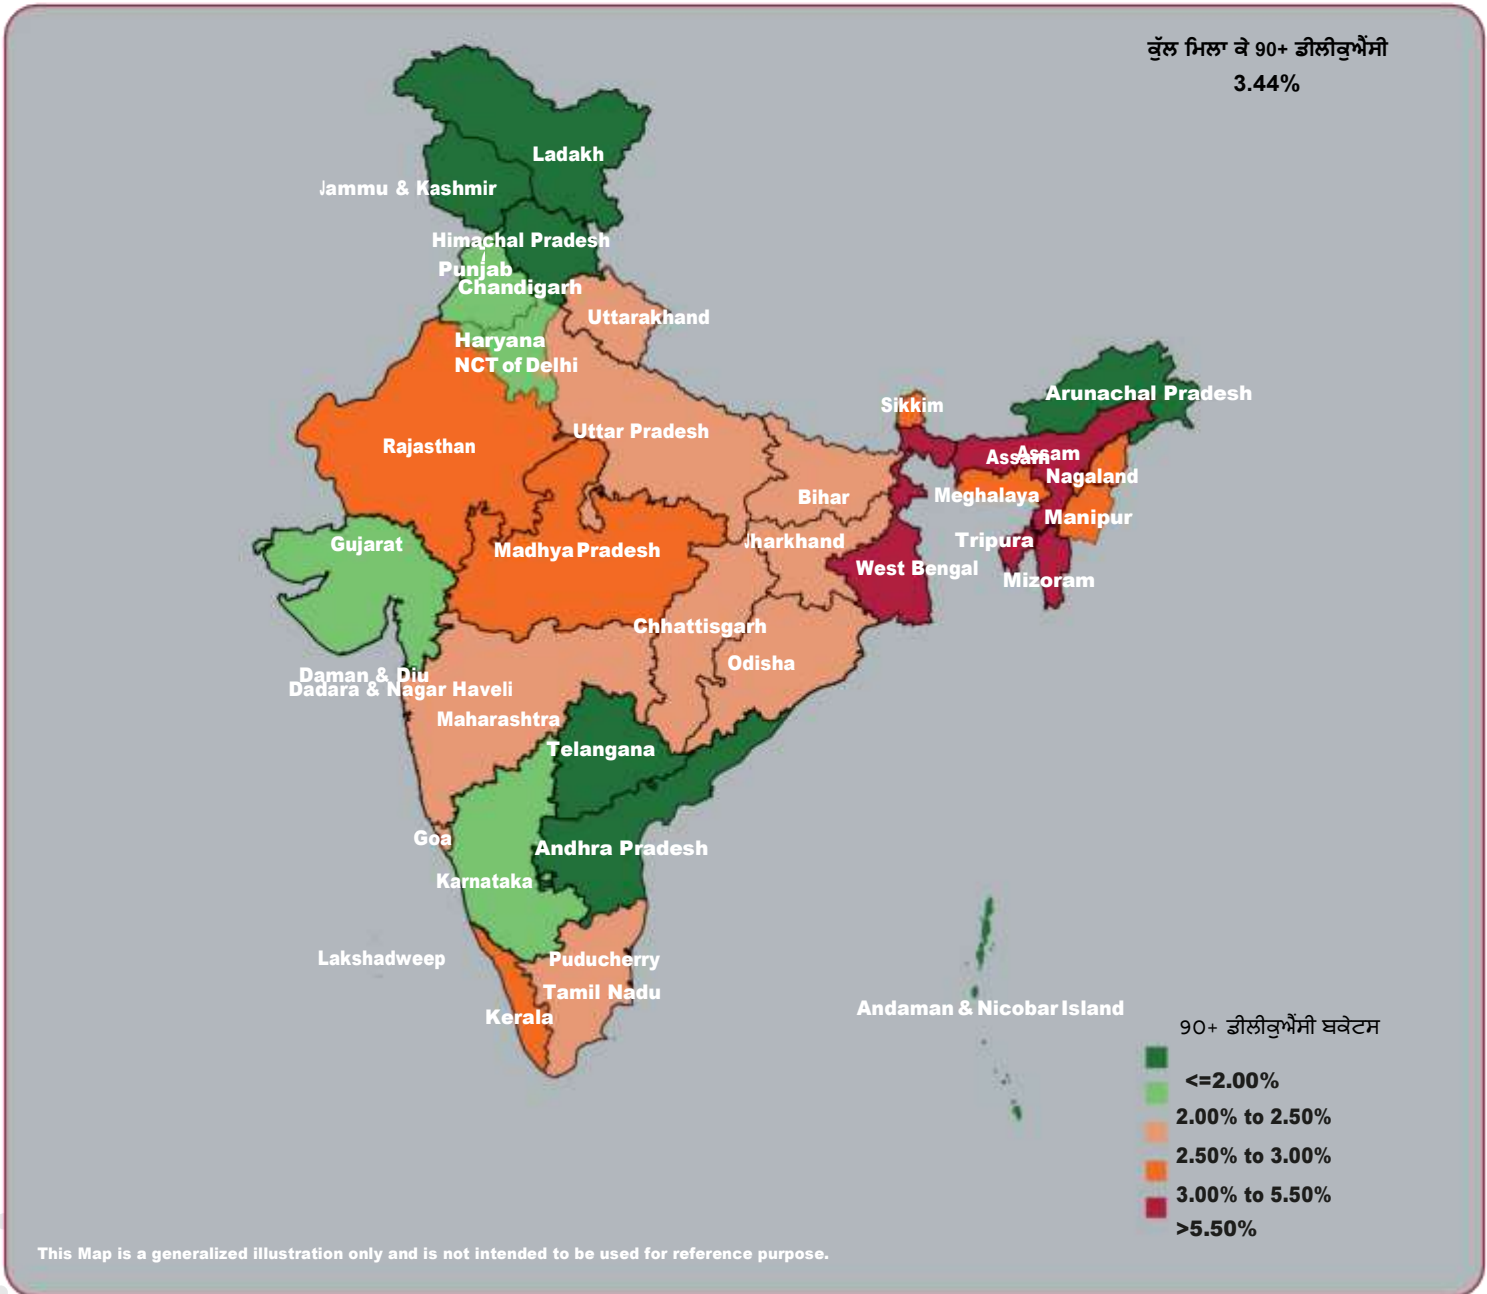 ਕੁੱਲ ਮਿਲਾ ਕੇ 90+ ਡੀਲੀਕੁਐਂਸੀ
3.44%
Ladakh
Jammu & Kashmir
Himachal Pradesh
Punjab
Chandigarh
Uttarakhand
Haryana
NCT of Delhi
Arunachal Pradesh
Sikkim
Uttar Pradesh
Rajasthan
Assam
Assam
Nagaland
Meghalaya
Bihar
Manipur
Tripura
Jharkhand
Gujarat
Madhya Pradesh
West Bengal
Mizoram
Chhattisgarh
Odisha
Daman & Diu
Dadara & Nagar Haveli
Maharashtra
Telangana
Goa
Andhra Pradesh
Karnataka
Lakshadweep
Puducherry
Tamil Nadu
Kerala
Andaman & Nicobar Island
90+ ਡੀਲੀਕੁਐਂਸੀ ਬਕੇਟਸ
<=2.00%
2.00% to 2.50%
2.50% to 3.00%
3.00% to 5.50%
>5.50%
This Map is a generalized illustration only and is not intended to be used for reference purpose.